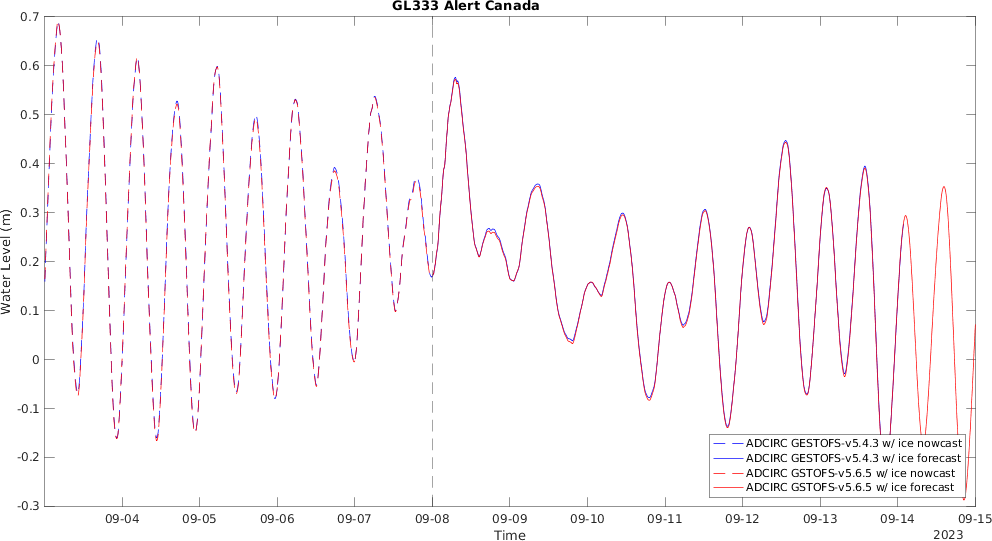 GL333 Alert Canada
0.7
0.6
0.5
0.4
0.3
0.2
0.1
0
-0.1
-0.2
-0.3
Water Level (m)
ADCIRC GESTOFS-v5.4.3 w/ ice nowcast
ADCIRC GESTOFS-v5.4.3 w/ ice forecast
ADCIRC GSTOFS-v5.6.5 w/ ice nowcast
ADCIRC GSTOFS-v5.6.5 w/ ice forecast
09-04 09-05 09-06 09-07 09-08 09-09 09-10 09-11 09-12 09-13 09-14 09-15
Time
2023